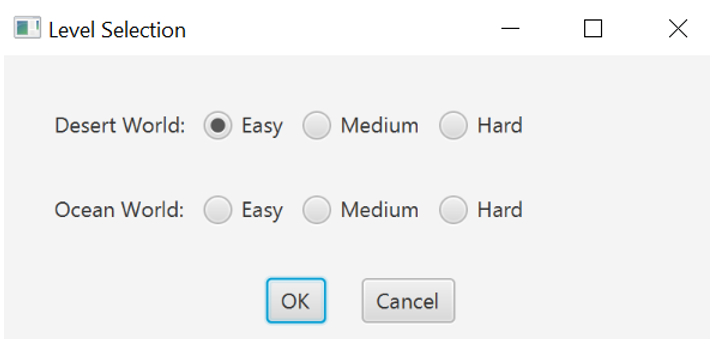 Level Selection
Desert World: Easy Medium Hard
Ocean World: Easy Medium Hard
OK Cancel